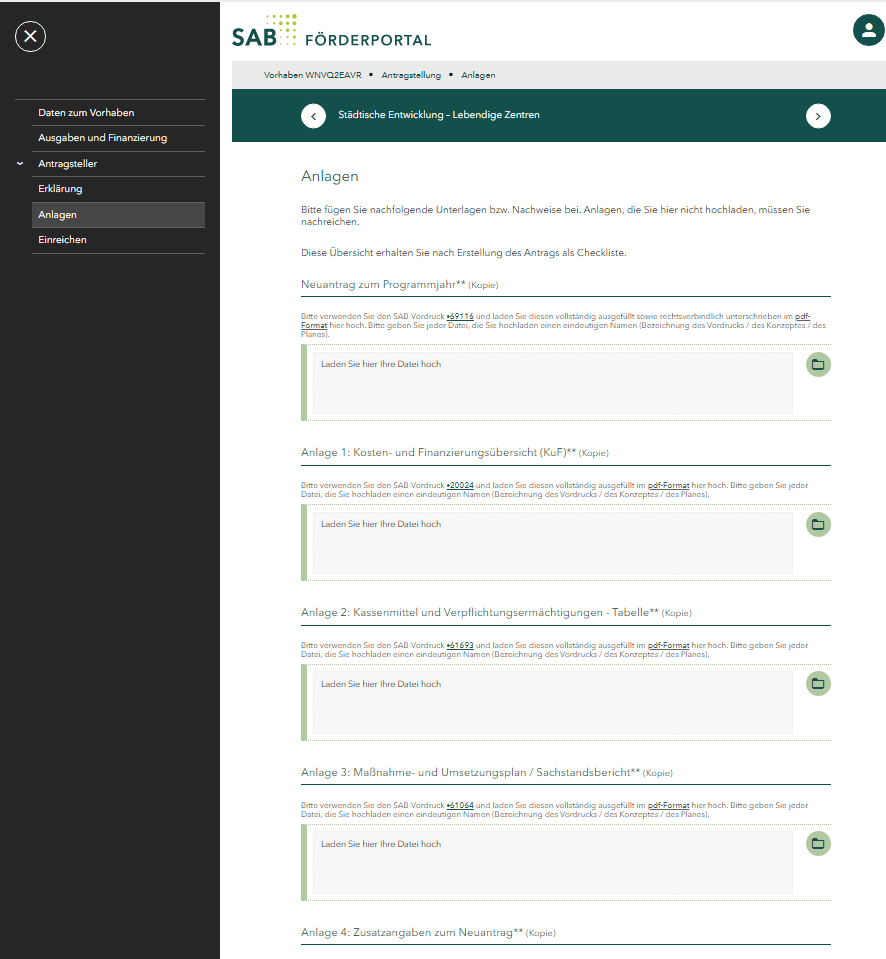 SAB FÖRDERPORTAL
Vorhaben WNVQ2EAVR • Antragstellung • Anlagen
Daten zum Vorhaben
Ausgaben und Finanzierung
Antragsteller
Erklärung
Anlagen
Einreichen
Städtische Entwicklung – Lebendige Zentren
Anlagen
Bitte fügen Sie nachfolgende Unterlagen bzw. Nachweise bei. Anlagen, die Sie hier nicht hochladen, müssen Sie
nachreichen.
Diese Übersicht erhalten Sie nach Erstellung des Antrags als Checkliste.
Neuantrag zum Programmjahr** (Kopie)
Bitte verwenden Sie den SAB Vordruck •69116 und laden Sie diesen vollständig ausgefüllt sowie rechtsverbindlich unterschrieben im pdf-
Format hier hoch. Bitte geben Sie jeder Datei, die Sie hochladen einen eindeutigen Namen (Bezeichnung des Vordrucks / des Konzeptes / des
Planes).
Laden Sie hier Ihre Datei hoch
Anlage 1: Kosten- und Finanzierungsübersicht (KuF)** (Kopie)
Bitte verwenden Sie den SAB Vordruck •20024 und laden Sie diesen vollständig ausgefüllt im pdf-Format hier hoch. Bitte geben Sie jeder
Datei, die Sie hochladen einen eindeutigen Namen (Bezeichnung des Vordrucks / des Konzeptes / des Planes).
Laden Sie hier Ihre Datei hoch
Anlage 2: Kassenmittel und Verpflichtungsermächtigungen - Tabelle** (Kopie)
Bitte verwenden Sie den SAB Vordruck •61693 und laden Sie diesen vollständig ausgefüllt im pdf-Format hier hoch. Bitte geben Sie jeder
Datei, die Sie hochladen einen eindeutigen Namen (Bezeichnung des Vordrucks / des Konzeptes / des Planes).
Laden Sie hier Ihre Datei hoch
Anlage 3: Maßnahme- und Umsetzungsplan / Sachstandsbericht** (Kopie)
Bitte verwenden Sie den SAB Vordruck •61064 und laden Sie diesen vollständig ausgefüllt im pdf-Format hier hoch. Bitte geben Sie jeder
Datei, die Sie hochladen einen eindeutigen Namen (Bezeichnung des Vordrucks / des Konzeptes / des Planes).
Laden Sie hier Ihre Datei hoch
Anlage 4: Zusatzangaben zum Neuantrag** (Kopie)